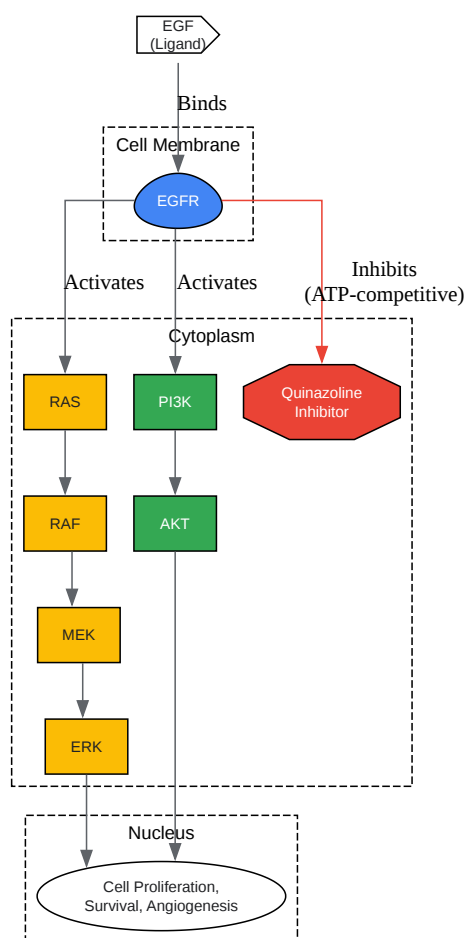 EGF
(Ligand)
Binds
Cell Membrane
EGFR
Activates
Activates
Inhibits
(ATP-competitive)
Cytoplasm
RAS
PI3K
Quinazoline
Inhibitor
RAF
AKT
MEK
ERK
Nucleus
Cell Proliferation,
Survival, Angiogenesis